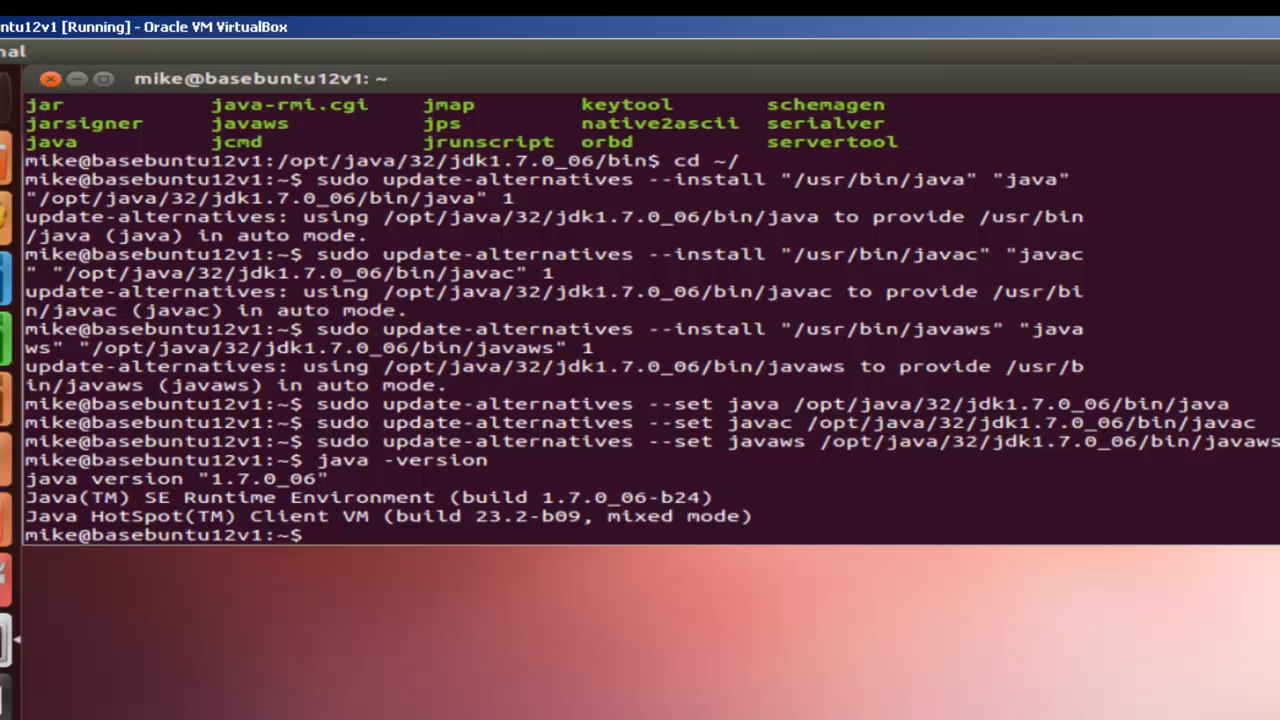 ntu12v1 [Running] - Oracle VM VirtualBox
nal
mike@basebuntu12v1: ~
jar java-rmi.cgi jmap keytool schemagen
jarsigner javaws jps native2ascii serialver
java jcmd jrunscript orbd servertool
mike@basebuntu12v1:/opt/java/32/jdk1.7.0_06/bin$ cd ~/
mike@basebuntu12v1:~$ sudo update-alternatives --install "/usr/bin/java" "java"
"/opt/java/32/jdk1.7.0_06/bin/java" 1
update-alternatives: using /opt/java/32/jdk1.7.0_06/bin/java to provide /usr/bin
/java (java) in auto mode.
mike@basebuntu12v1:~$ sudo update-alternatives --install "/usr/bin/javac" "javac
" "/opt/java/32/jdk1.7.0_06/bin/javac" 1
update-alternatives: using /opt/java/32/jdk1.7.0_06/bin/javac to provide /usr/bi
n/javac (javac) in auto mode.
mike@basebuntu12v1:~$ sudo update-alternatives --install "/usr/bin/javaws" "java
ws" "/opt/java/32/jdk1.7.0_06/bin/javaws" 1
update-alternatives: using /opt/java/32/jdk1.7.0_06/bin/javaws to provide /usr/b
in/javaws (javaws) in auto mode.
mike@basebuntu12v1:~$ sudo update-alternatives --set java /opt/java/32/jdk1.7.0_06/bin/java
mike@basebuntu12v1:~$ sudo update-alternatives --set javac /opt/java/32/jdk1.7.0_06/bin/javac
mike@basebuntu12v1:~$ sudo update-alternatives --set javaws /opt/java/32/jdk1.7.0_06/bin/javaws
mike@basebuntu12v1:~$ java -version
java version "1.7.0_06"
Java(TM) SE Runtime Environment (build 1.7.0_06-b24)
Java HotSpot(TM) Client VM (build 23.2-b09, mixed mode)
mike@basebuntu12v1:~$